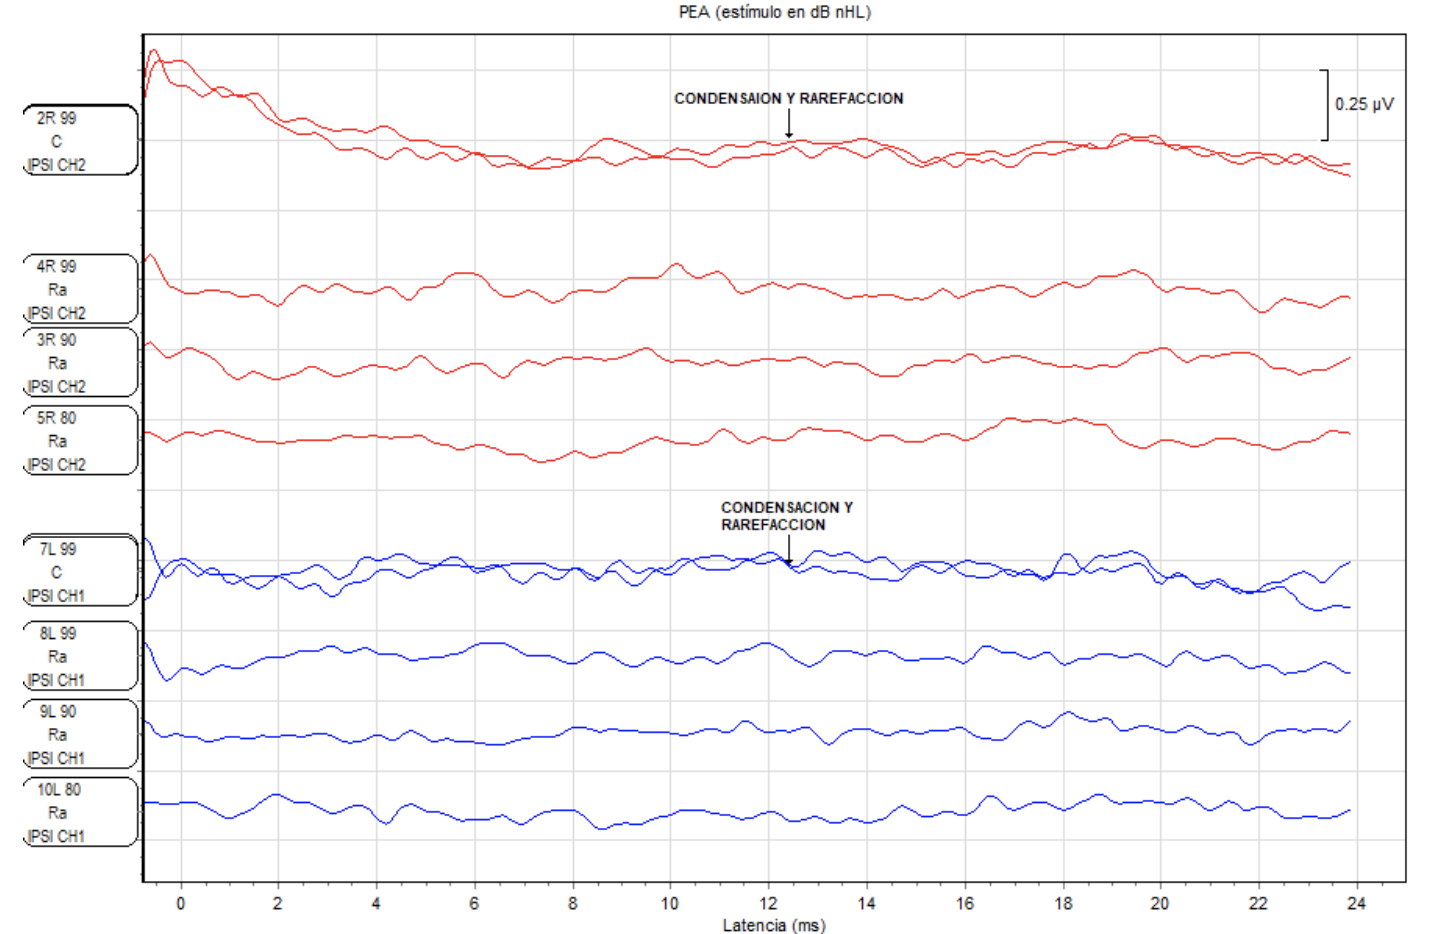 PEA (estímulo en dB nHL)
CONDENSAION Y RAREFACCION
0.25 µV
2R 99
C
IPSI CH2
4R 99
Ra
IPSI CH2
3R 90
Ra
IPSI CH2
5R 80
Ra
IPSI CH2
CONDENSACION Y
RAREFACCION
7L 99
C
IPSI CH1
8L 99
Ra
IPSI CH1
9L 90
Ra
IPSI CH1
10L 80
Ra
IPSI CH1
0 2 4 6 8 10 12 14 16 18 20 22 24
Latencia (ms)